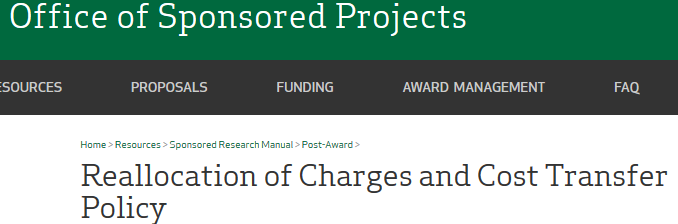 Office of Sponsored Projects
ESOURCES PROPOSALS FUNDING AWARD MANAGEMENT FAQ
Home > Resources > Sponsored Research Manual > Post-Award >
Reallocation of Charges and Cost Transfer
Policy